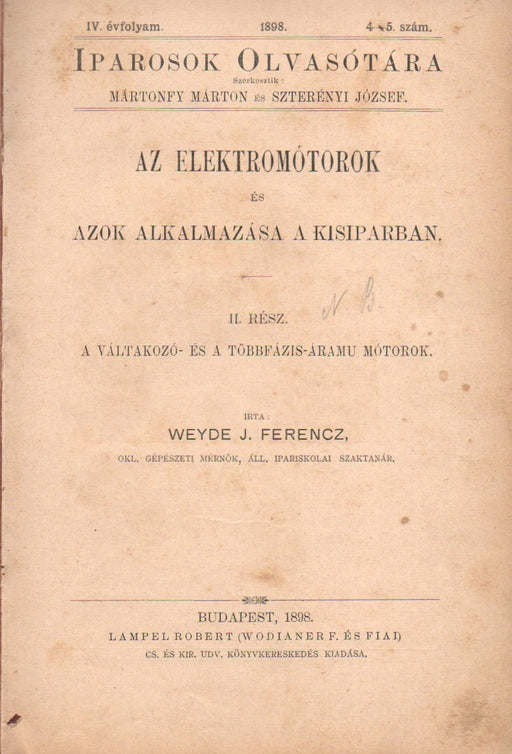 IV. évfolyam. 1898. 4-5. szám.
IPAROSOK OLVASÓTÁRA
Szerkesztik:
MÁRTONFY MÁRTON ÉS SZTERÉNYI JÓZSEF.
AZ ELEKTROMÓTOROK
ÉS
AZOK ALKALMAZÁSA A KISIPARBAN.
N. B.
II. RÉSZ.
A VÁLTAKOZÓ- ÉS A TÖBBFÁZIS-ÁRAMU MÓTOROK.
IRTA:
WEYDE J. FERENCZ,
OKL. GÉPÉSZETI MÉRNÖK, ÁLL. IPARISKOLAI SZAKTANÁR.
BUDAPEST, 1898.
LAMPEL ROBERT (WODIANER F. ÉS FIAI)
CS. ÉS KIR. UDV. KÖNYVKERESKEDÉS KIADÁSA.